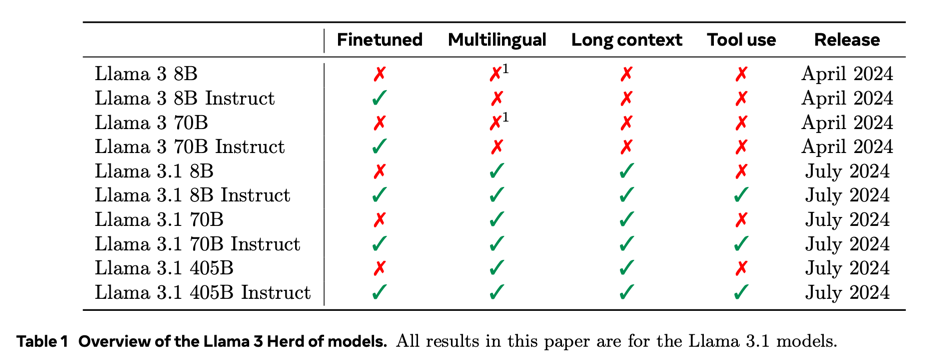 Finetuned Multilingual Long context Tool use Release
Llama 3 8B ✗ ✗¹ ✗ ✗ April 2024
Llama 3 8B Instruct ✓ ✗ ✗ ✗ April 2024
Llama 3 70B ✗ ✗¹ ✗ ✗ April 2024
Llama 3 70B Instruct ✓ ✗ ✗ ✗ April 2024
Llama 3.1 8B ✗ ✓ ✓ ✗ July 2024
Llama 3.1 8B Instruct ✓ ✓ ✓ ✓ July 2024
Llama 3.1 70B ✗ ✓ ✓ ✗ July 2024
Llama 3.1 70B Instruct ✓ ✓ ✓ ✓ July 2024
Llama 3.1 405B ✗ ✓ ✓ ✗ July 2024
Llama 3.1 405B Instruct ✓ ✓ ✓ ✓ July 2024
Table 1 Overview of the Llama 3 Herd of models. All results in this paper are for the Llama 3.1 models.